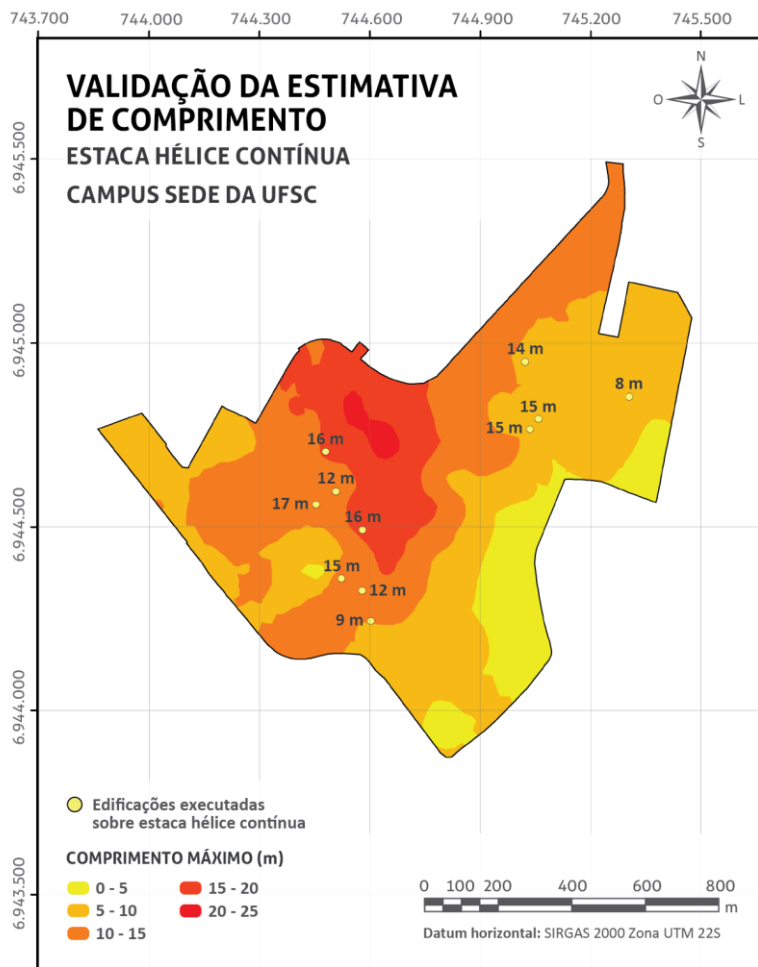 743.700 744.000 744.300 744.600 744.900 745.200 745.500
VALIDAÇÃO DA ESTIMATIVA
DE COMPRIMENTO
ESTACA HÉLICE CONTÍNUA
CAMPUS SEDE DA UFSC
N
O L
S
6.945.500
6.945.000
6.944.500
6.944.000
6.943.500
14 m
8 m
15 m
15 m
16 m
12 m
17 m
16 m
15 m
12 m
9 m
Edificações executadas
sobre estaca hélice contínua
COMPRIMENTO MÁXIMO (m)
0 - 5 15 - 20
5 - 10 20 - 25
10 - 15
0 100 200 400 600 800
m
Datum horizontal: SIRGAS 2000 Zona UTM 22S